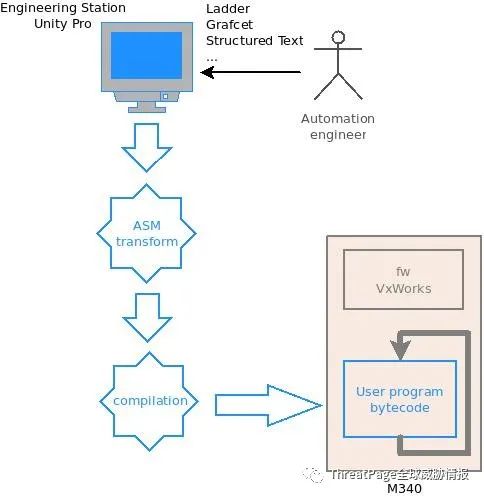 Engineering Station
Unity Pro
Ladder
Grafcet
Structured Text
...
Automation
engineer
ASM
transform
compilation
fw
VxWorks
User program
bytecode
ThreatPage全球威胁情报
M340